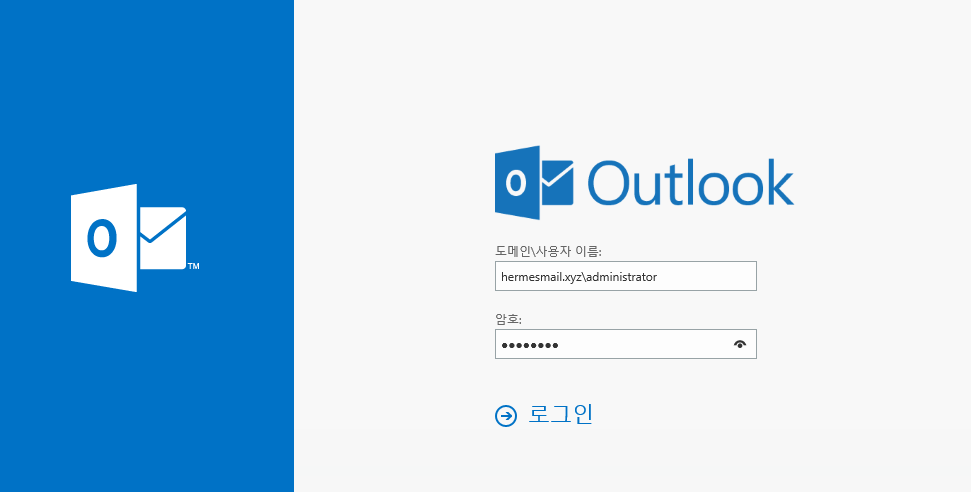 TM
Outlook
도메인\사용자 이름:
hermesmail.xyz\administrator
암호:
••••••••
로그인